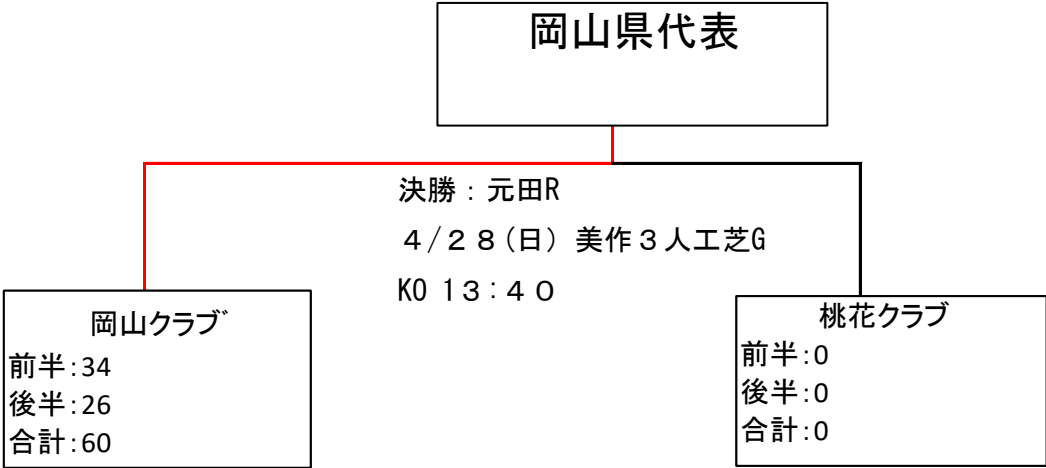 岡山県代表
決勝：元田R
４/２８(日) 美作３人工芝G
KO 1３:４０
岡山クラブ゛
前半:34
後半:26
合計:60
桃花クラブ
前半:0
後半:0
合計:0